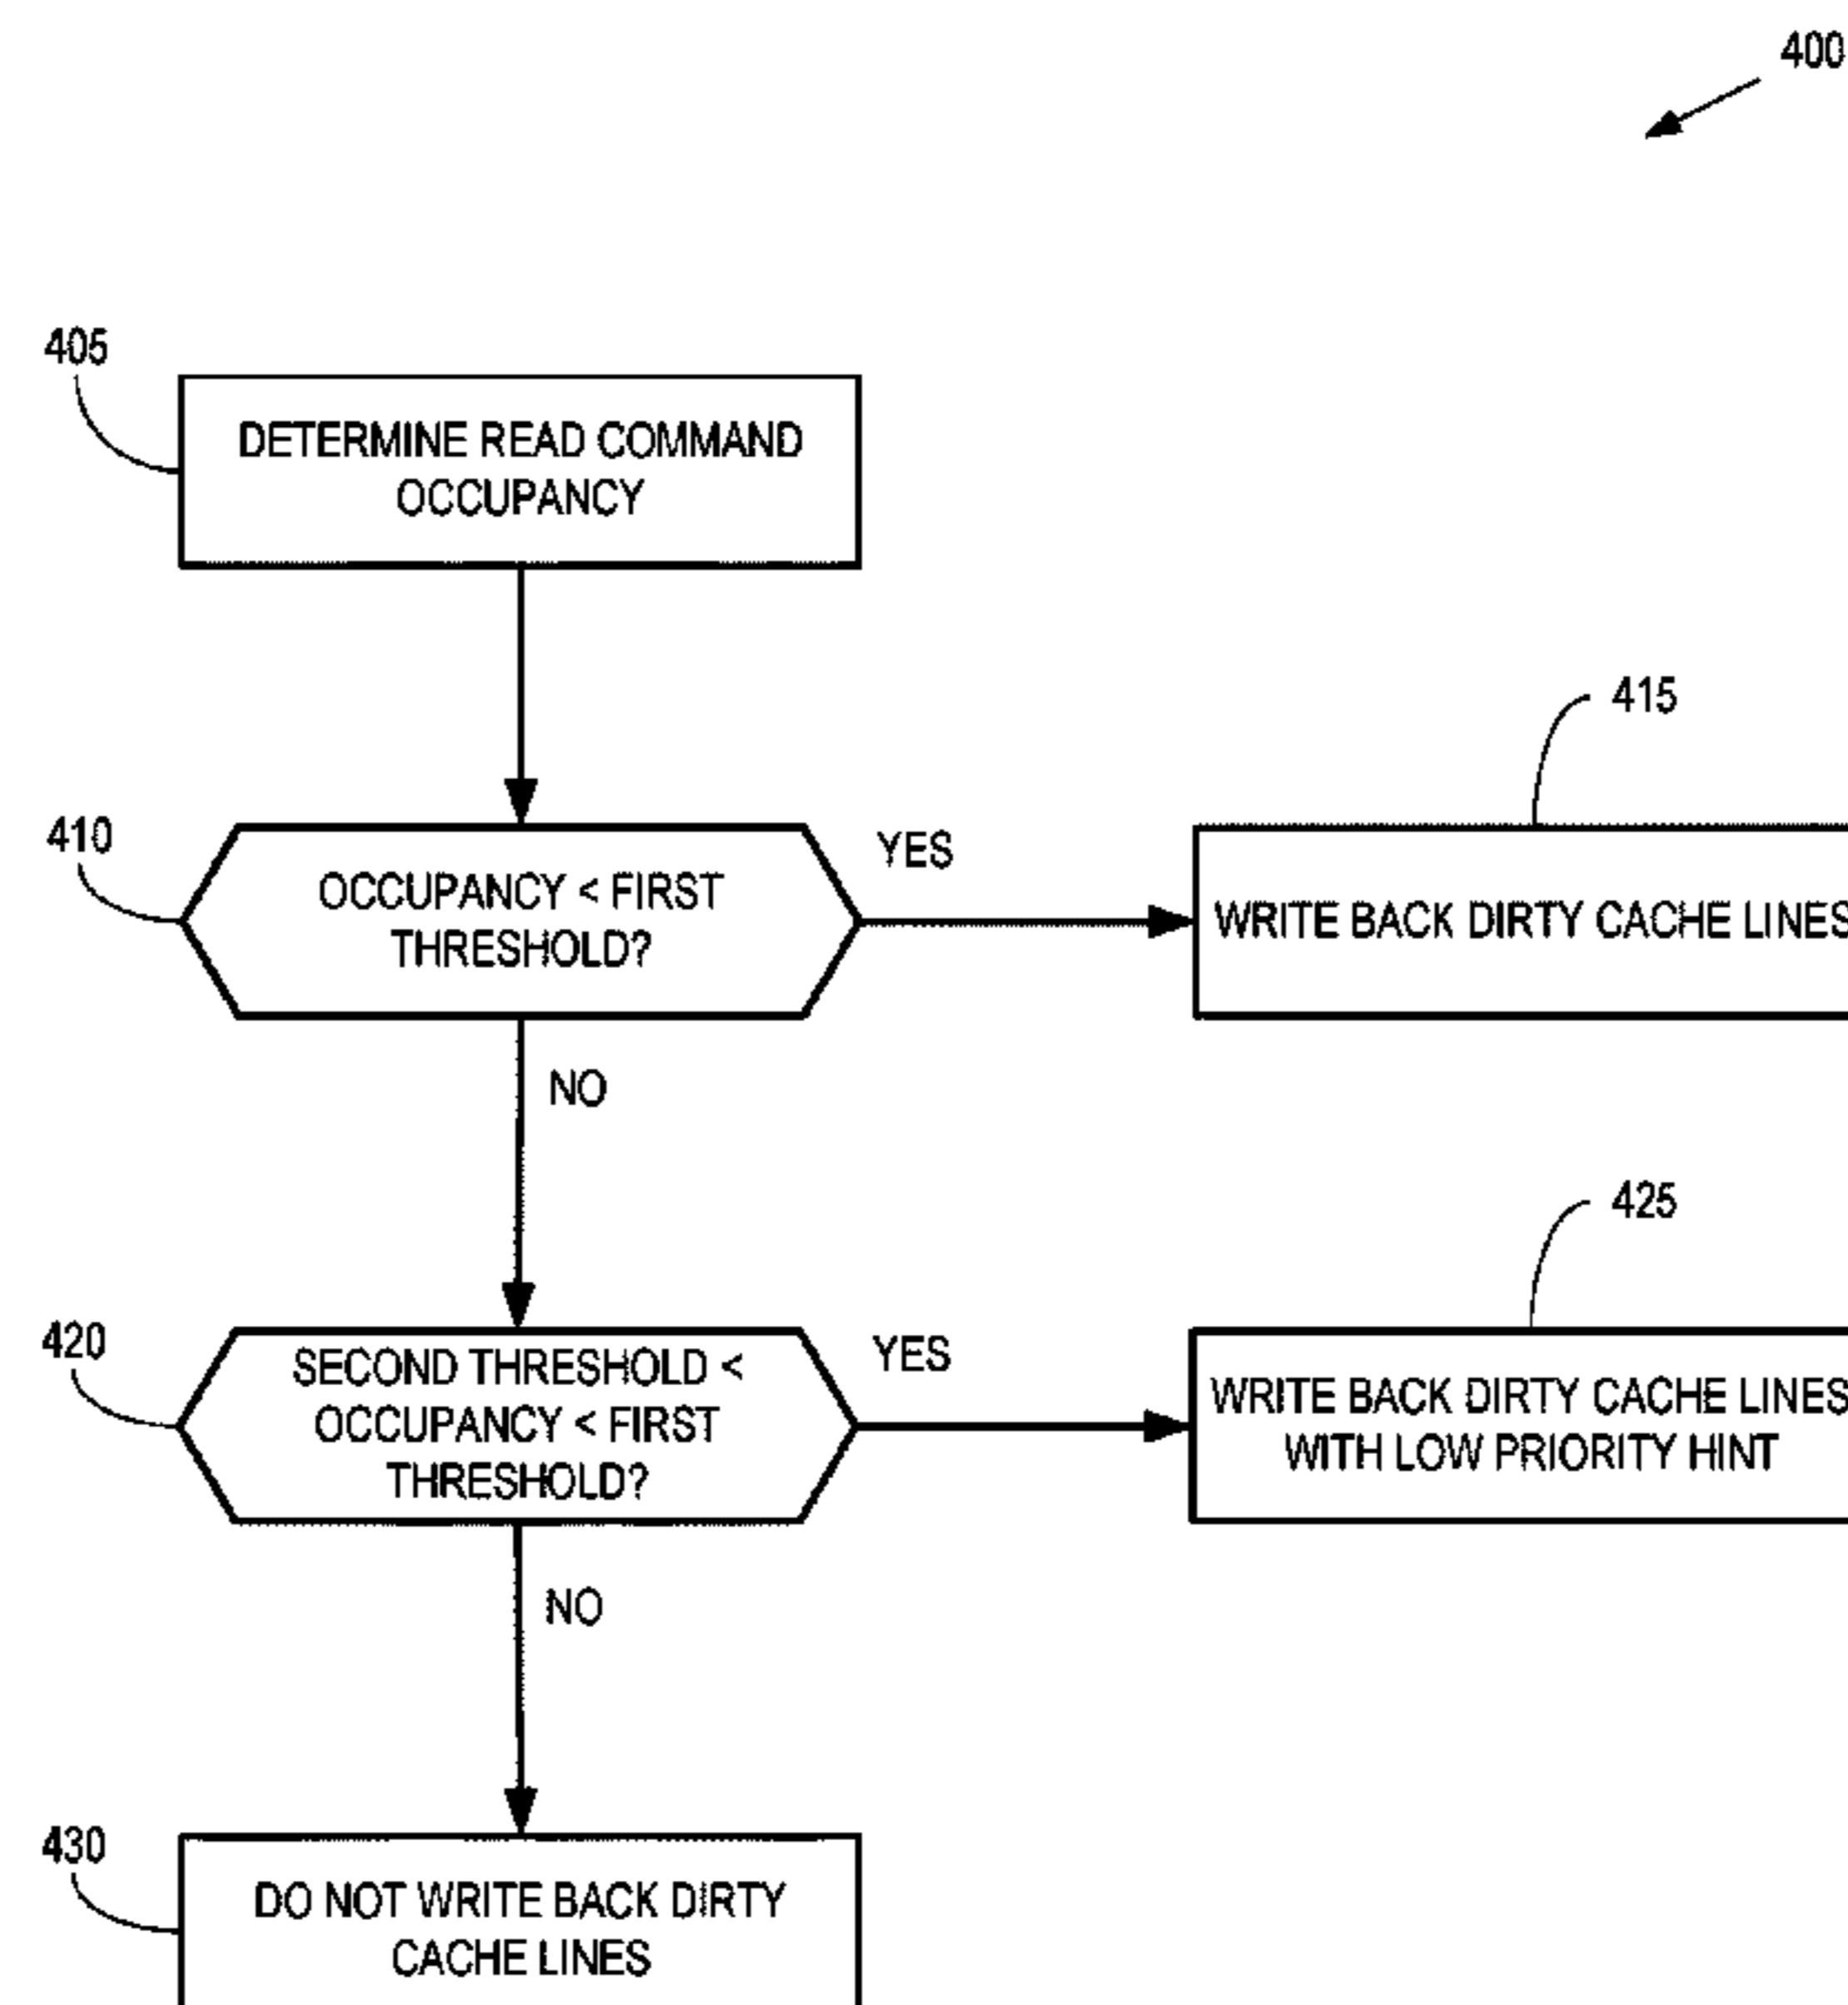 400
405
DETERMINE READ COMMAND
OCCUPANCY
415
410
YES
OCCUPANCY < FIRST
THRESHOLD?
WRITE BACK DIRTY CACHE LINES
NO
425
420
YES
SECOND THRESHOLD <
OCCUPANCY < FIRST
THRESHOLD?
WRITE BACK DIRTY CACHE LINES
WITH LOW PRIORITY HINT
NO
430
DO NOT WRITE BACK DIRTY
CACHE LINES